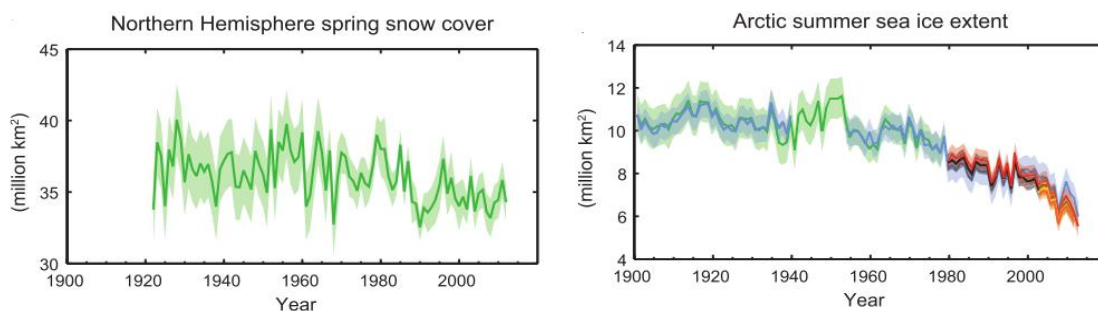 Northern Hemisphere spring snow cover
45
40
35
30
(million km²)
1900 1920 1940 1960 1980 2000
Year
Arctic summer sea ice extent
14
12
10
8
6
4
(million km²)
1900 1920 1940 1960 1980 2000
Year